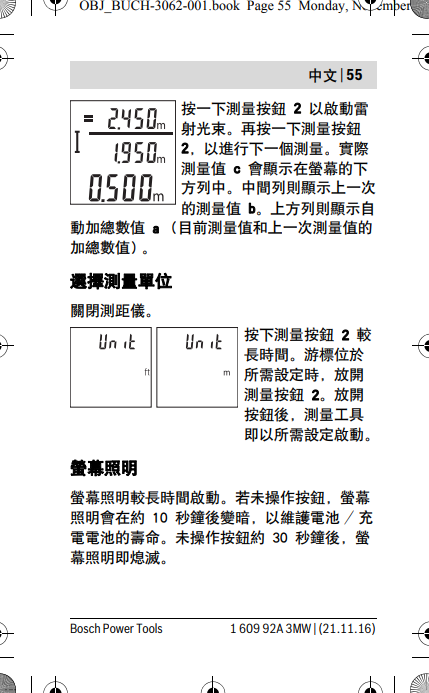 OBJ_BUCH-3062-001.book Page 55 Monday, November
中文 | 55
= 2.450m
1.950m
0.500m
按一下測量按鈕 2 以啟動雷
射光束。再按一下測量按鈕
2，以進行下一個測量。實際
測量值 c 會顯示在螢幕的下
方列中。中間列則顯示上一次
的測量值 b。上方列則顯示自
動加總數值 a （目前測量值和上一次測量值的
加總數值）。
選擇測量單位
關閉測距儀。
Unit
ft
Unit
m
按下測量按鈕 2 較
長時間。游標位於
所需設定時，放開
測量按鈕 2。放開
按鈕後，測量工具
即以所需設定啟動。
螢幕照明
螢幕照明較長時間啟動。若未操作按鈕，螢幕
照明會在約 10 秒鐘後變暗，以維護電池 / 充
電電池的壽命。未操作按鈕約 30 秒鐘後，螢
幕照明即熄滅。
Bosch Power Tools
1 609 92A 3MW | (21.11.16)